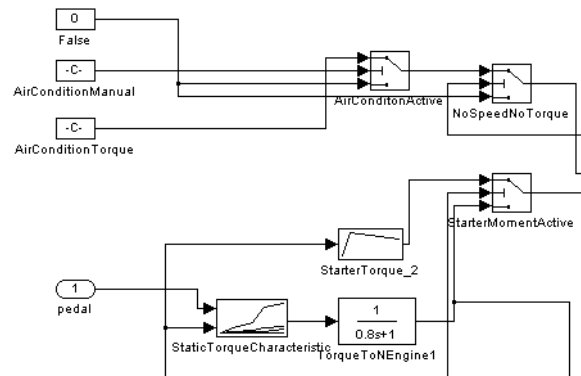 0
False
-C-
AirConditionManual
AirConditonActive
NoSpeedNoTorque
-C-
AirConditionTorque
StarterMomentActive
StarterTorque_2
1
pedal
1
0.8s+1
StaticTorqueCharacteristic
TorqueToNEngine1